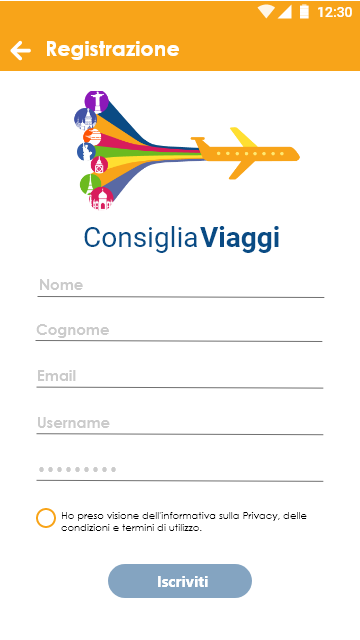 12:30
Registrazione
ConsigliaViaggi
Nome
Cognome
Email
Username
Ho preso visione dell'informativa sulla Privacy, delle
condizioni e termini di utilizzo.
Iscriviti